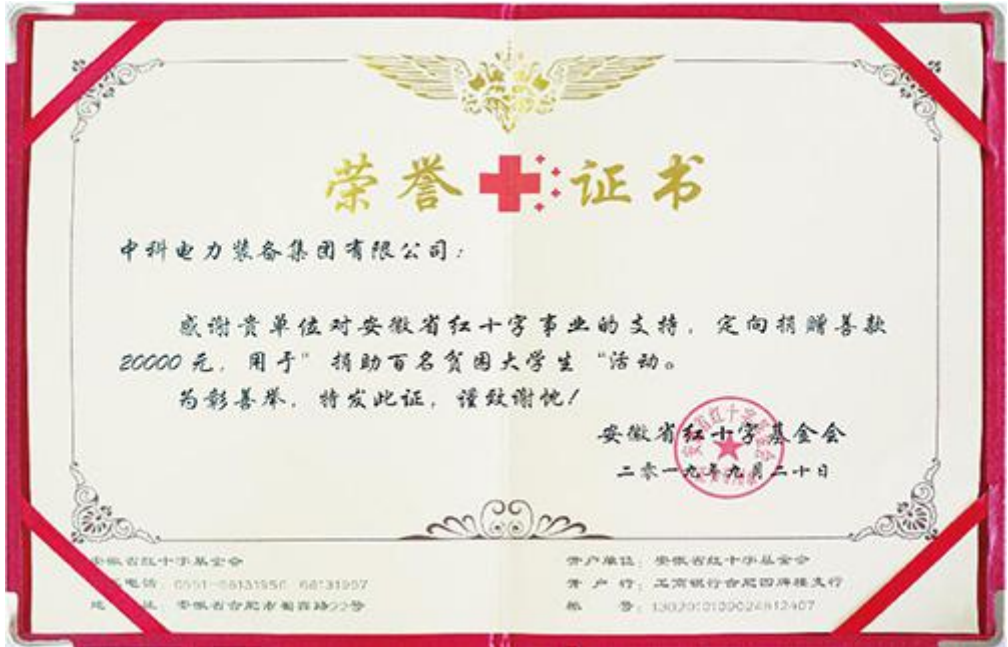 荣誉证书
中科电力装备集团有限公司：
感谢贵单位对安徽省红十字事业的支持，定向捐赠善款
20000元，用于"捐助百名贫困大学生"活动。
为彰善举，特发此证，谨致谢忱！
安徽省红十字基金会
二零一九年九月二十日
安徽省红十字基金会
电话：0551-68131950 68131957
地址：安徽省合肥市蜀霞路99号
开户单位：安徽省红十字基金会
开户行：工商银行合肥四牌楼支行
帐号：